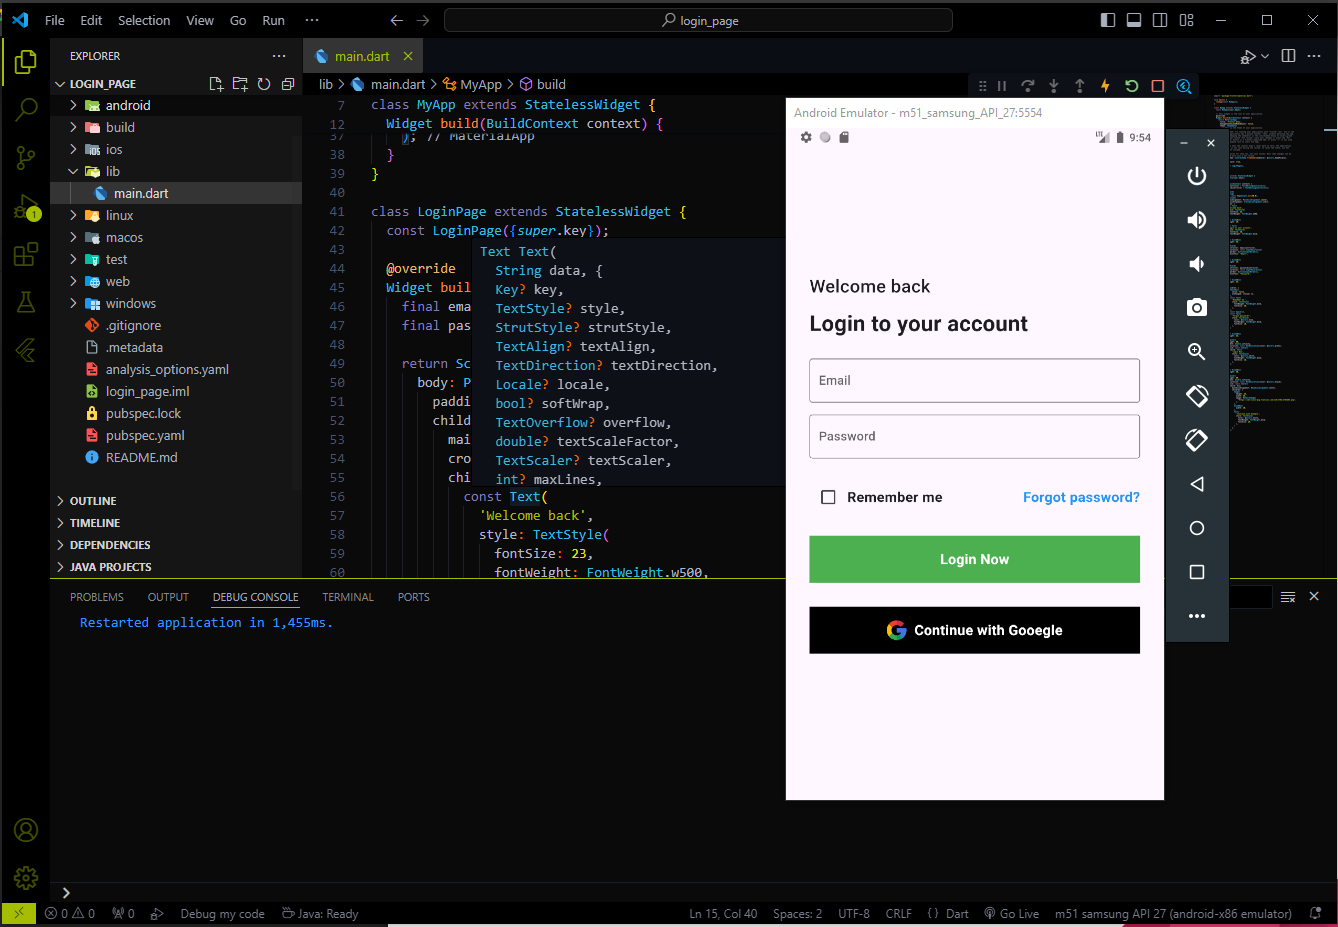 File Edit Selection View Go Run ··· login_page
EXPLORER ···
LOGIN_PAGE
android
build
ios
lib
main.dart
linux
macos
test
web
windows
.gitignore
.metadata
analysis_options.yaml
login_page.iml
pubspec.lock
pubspec.yaml
README.md
OUTLINE
TIMELINE
DEPENDENCIES
JAVA PROJECTS
1
main.dart
lib > main.dart > MyApp > build
7 class MyApp extends StatelessWidget {
12 Widget build(BuildContext context) {
37 ); // MaterialApp
38 }
39 }
40
41 class LoginPage extends StatelessWidget {
42 const LoginPage({super.key});
43
44 @override
45 Widget buil
46 final ema
47 final pas
48
49 return Sc
50 body: P
51 paddi
52 child
53 mai
54 cro
55 chi
56 const Text(
57 'Welcome back',
58 style: TextStyle(
59 fontSize: 23,
60 fontWeight: FontWeight.w500,
Text Text(
String data, {
Key? key,
TextStyle? style,
StrutStyle? strutStyle,
TextAlign? textAlign,
TextDirection? textDirection,
Locale? locale,
bool? softWrap,
TextOverflow? overflow,
double? textScaleFactor,
TextScaler? textScaler,
int? maxLines,
Android Emulator - m51_samsung_API_27:5554
LTE 9:54
Welcome back
Login to your account
Email
Password
Remember me Forgot password?
Login Now
Continue with Gooegle
PROBLEMS OUTPUT DEBUG CONSOLE TERMINAL PORTS
Restarted application in 1,455ms.
0 0 0 Debug my code Java: Ready Ln 15, Col 40 Spaces: 2 UTF-8 CRLF { } Dart Go Live m51 samsung API 27 (android-x86 emulator)